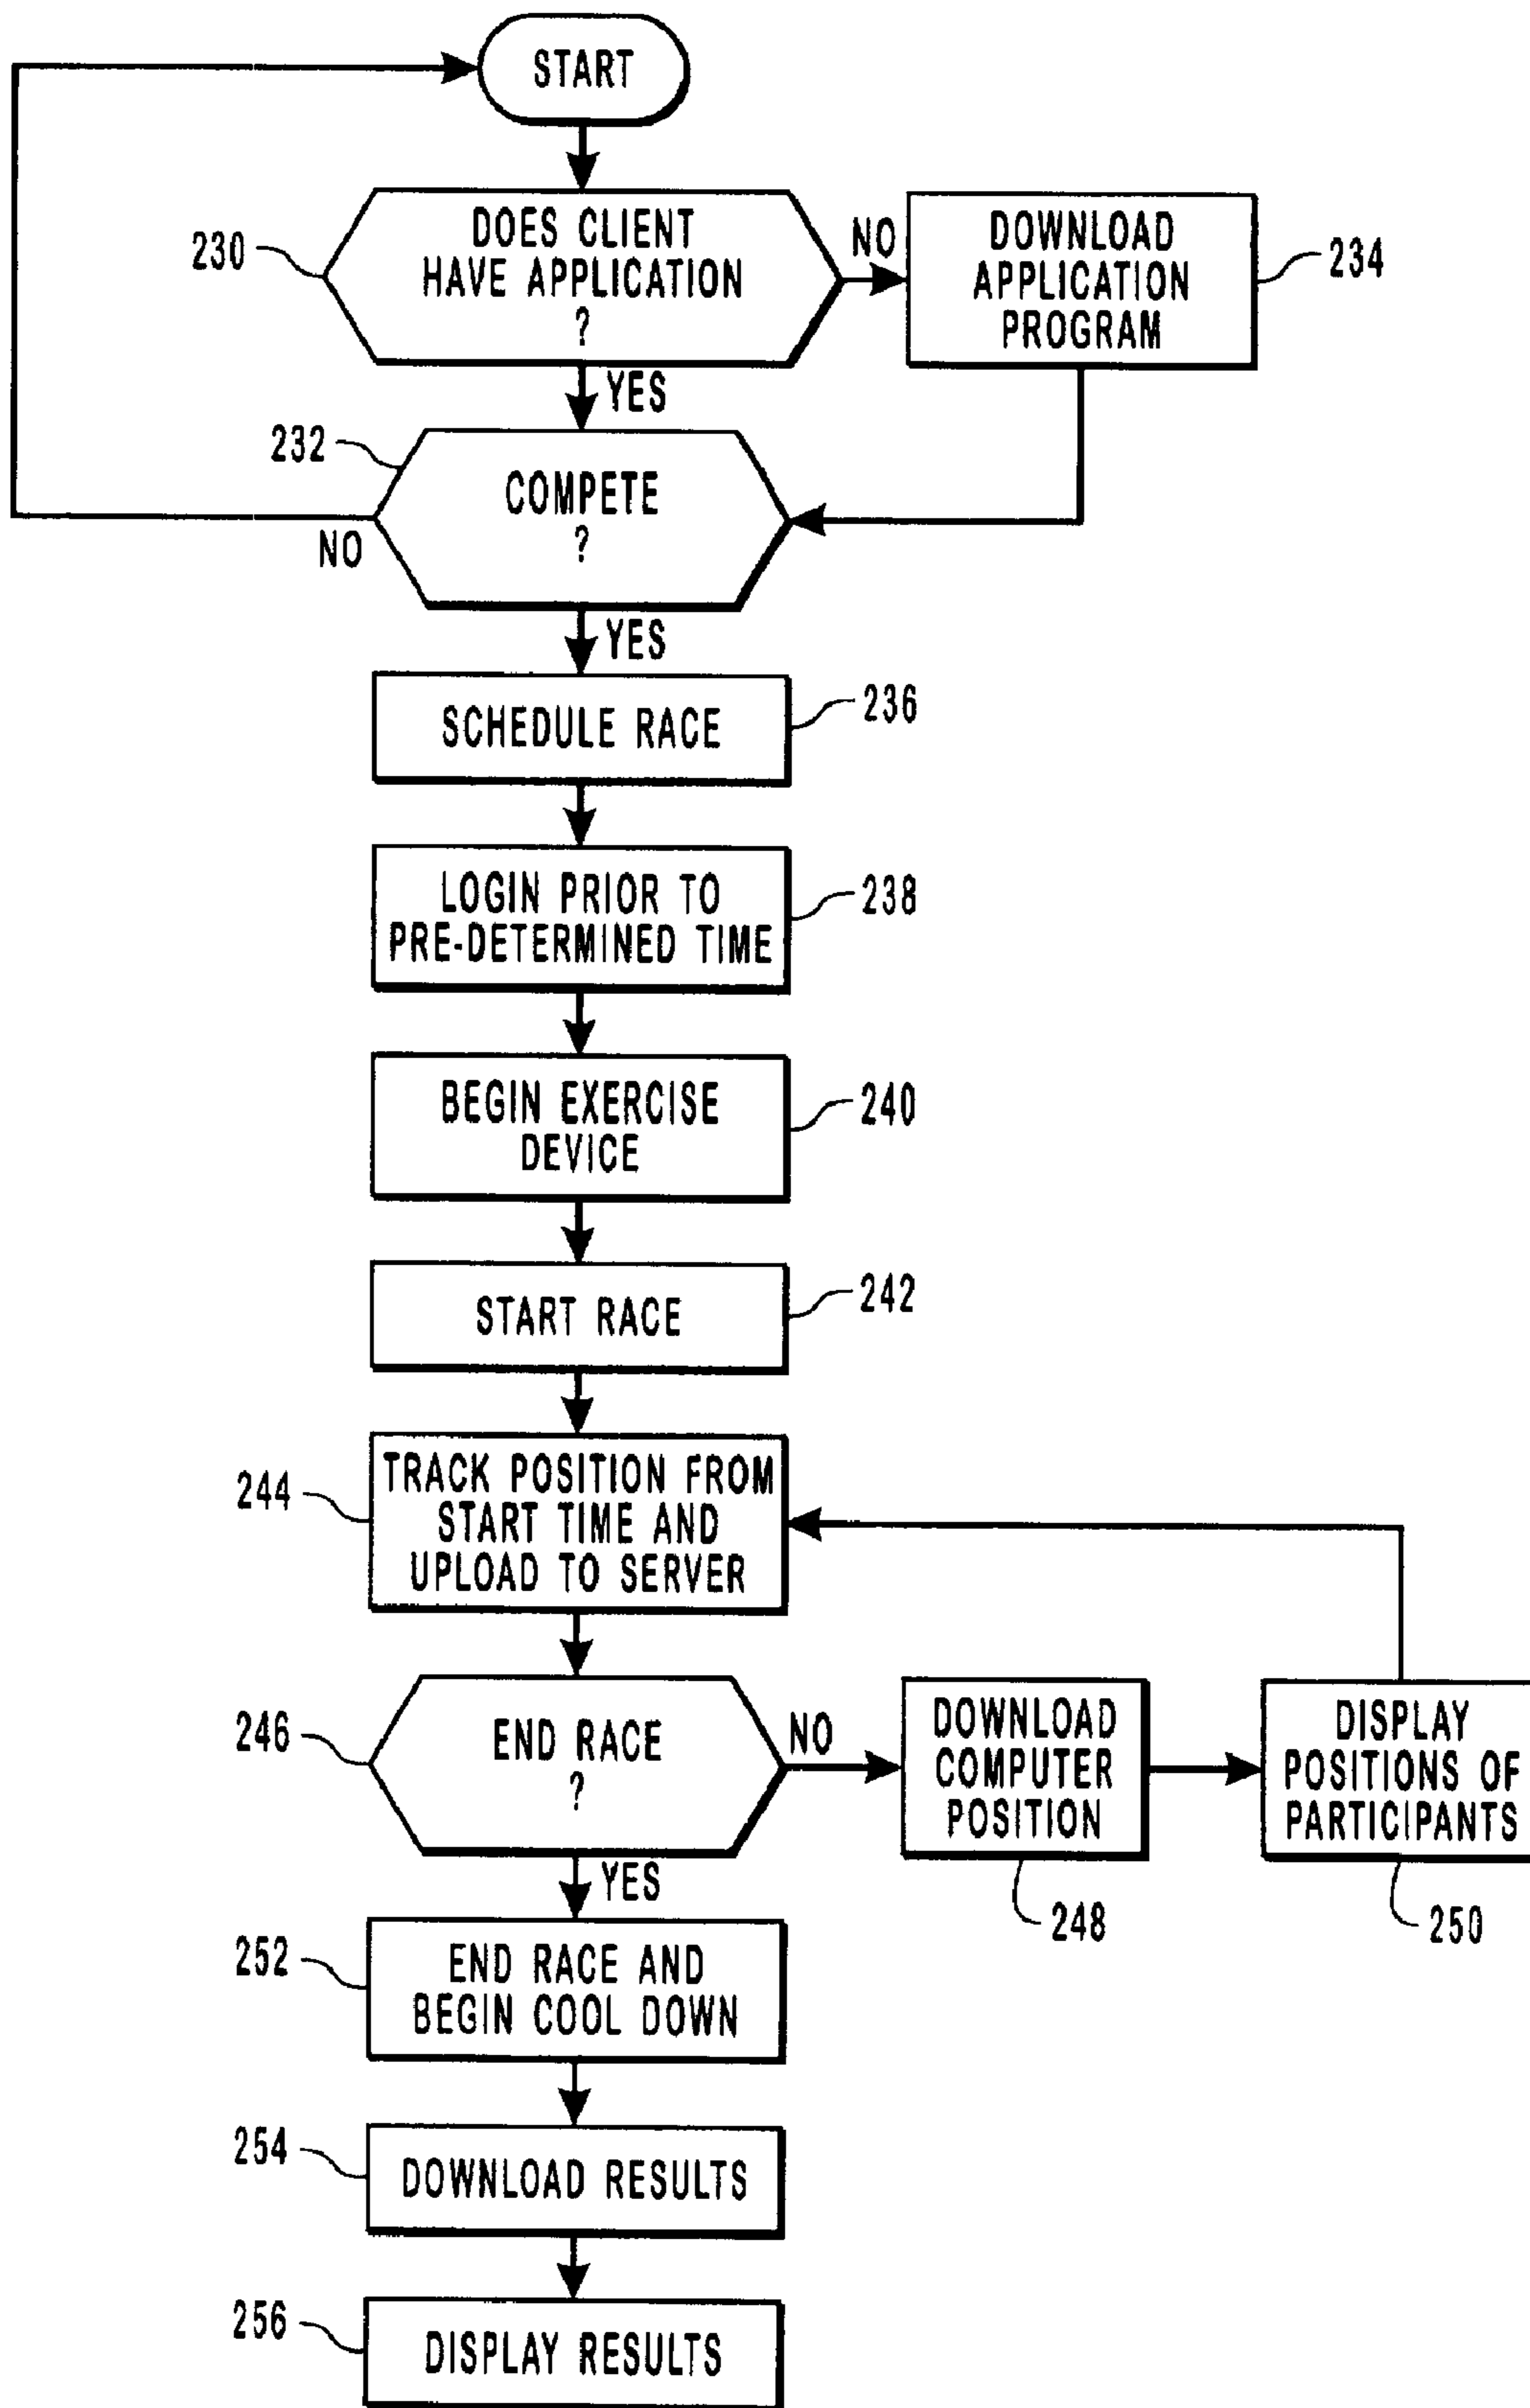 START
DOES CLIENT
HAVE APPLICATION
?
230
NO
DOWNLOAD
APPLICATION
PROGRAM
234
YES
232
COMPETE
?
NO
YES
SCHEDULE RACE
236
LOGIN PRIOR TO
PRE-DETERMINED TIME
238
BEGIN EXERCISE
DEVICE
240
START RACE
242
244
TRACK POSITION FROM
START TIME AND
UPLOAD TO SERVER
246
END RACE
?
NO
DOWNLOAD
COMPUTER
POSITION
248
DISPLAY
POSITIONS OF
PARTICIPANTS
250
YES
252
END RACE AND
BEGIN COOL DOWN
254
DOWNLOAD RESULTS
256
DISPLAY RESULTS